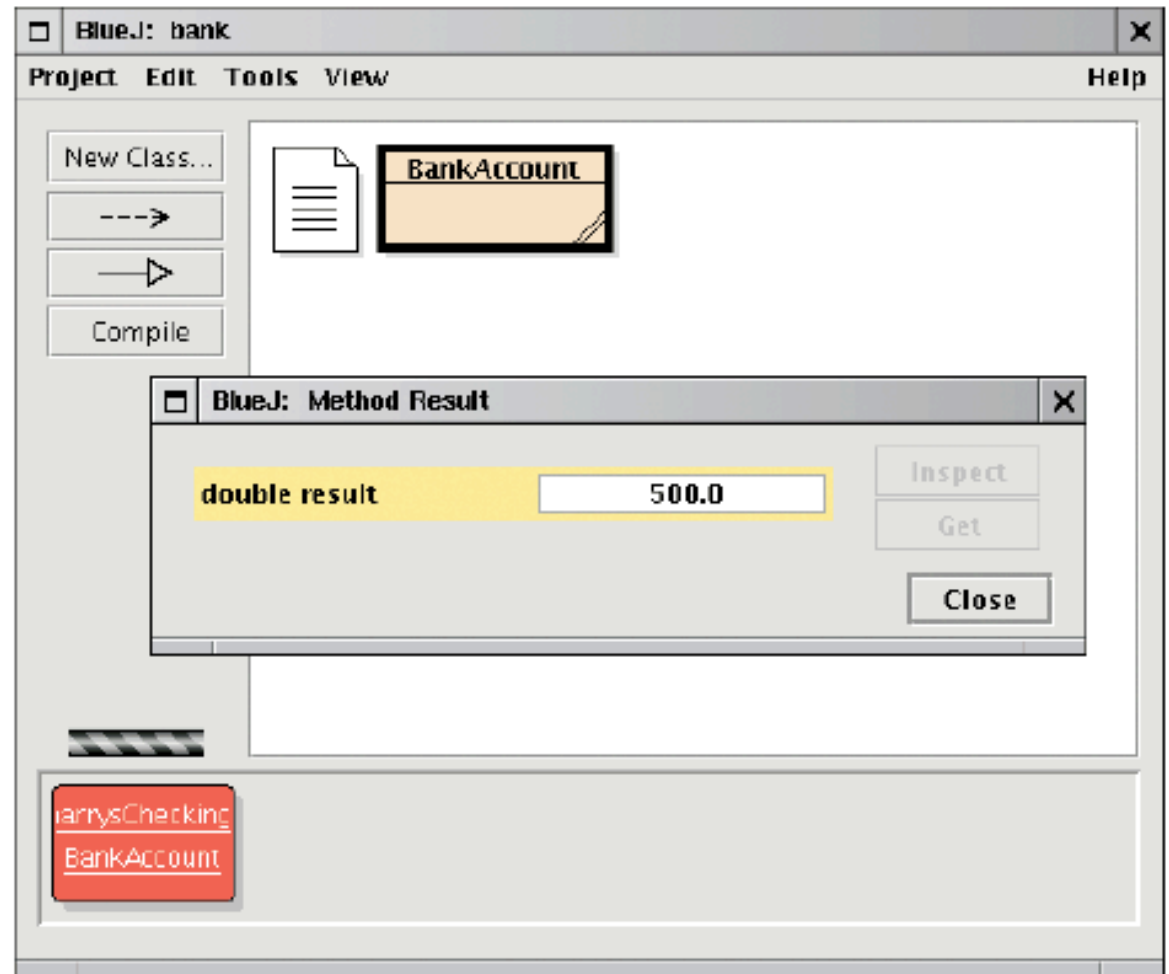 BlueJ: bank
Project Edit Tools View Help
New Class...
BankAccount
Compile
BlueJ: Method Result
double result 500.0
Inspect
Get
Close
arrysChecking
BankAccount